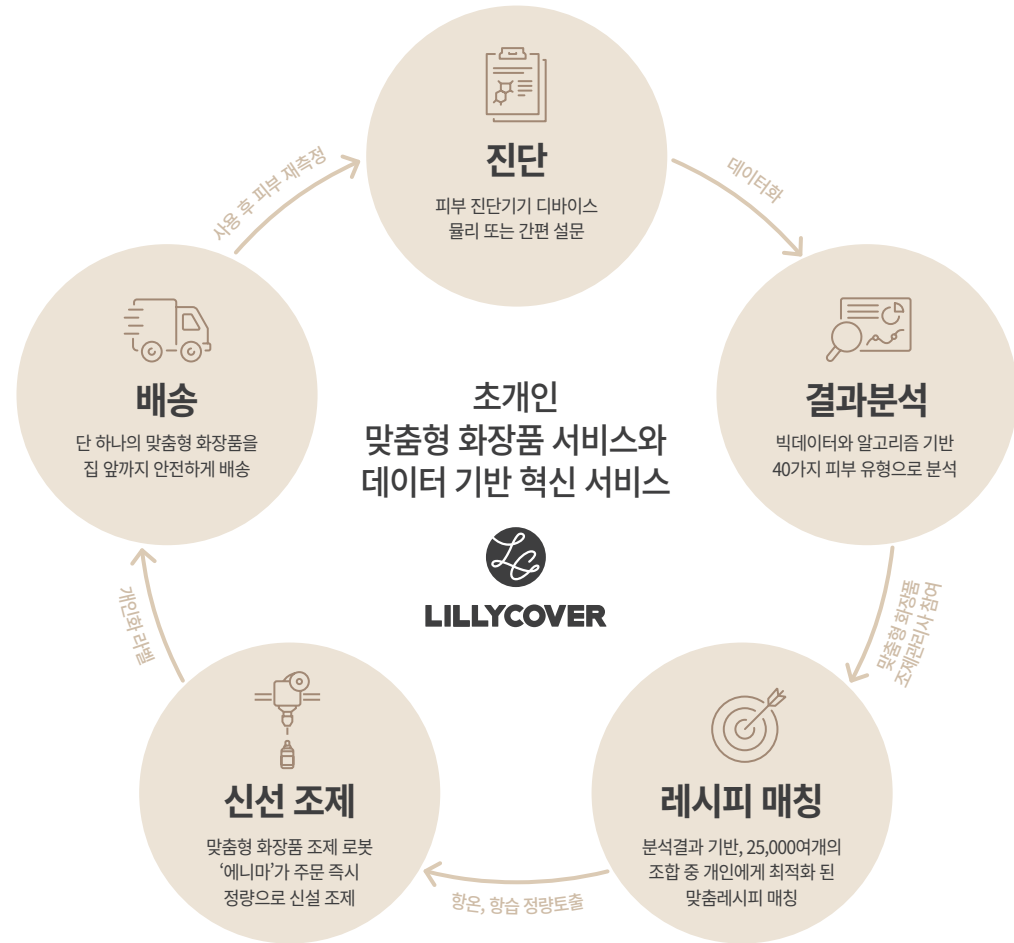 진단
피부 진단기기 디바이스
뮬리 또는 간편 설문
데이터화
결과분석
빅데이터와 알고리즘 기반
40가지 피부 유형으로 분석
맞춤형 화장품
조제관리사 참여
레시피 매칭
분석결과 기반, 25,000여개의
조합 중 개인에게 최적화 된
맞춤레시피 매칭
항온, 항습 정량토출
신선 조제
맞춤형 화장품 조제 로봇
‘에니마’가 주문 즉시
정량으로 신설 조제
개인화 라벨
배송
단 하나의 맞춤형 화장품을
집 앞까지 안전하게 배송
사용 후 피부 재측정
초개인
맞춤형 화장품 서비스와
데이터 기반 혁신 서비스
LC
LILLYCOVER